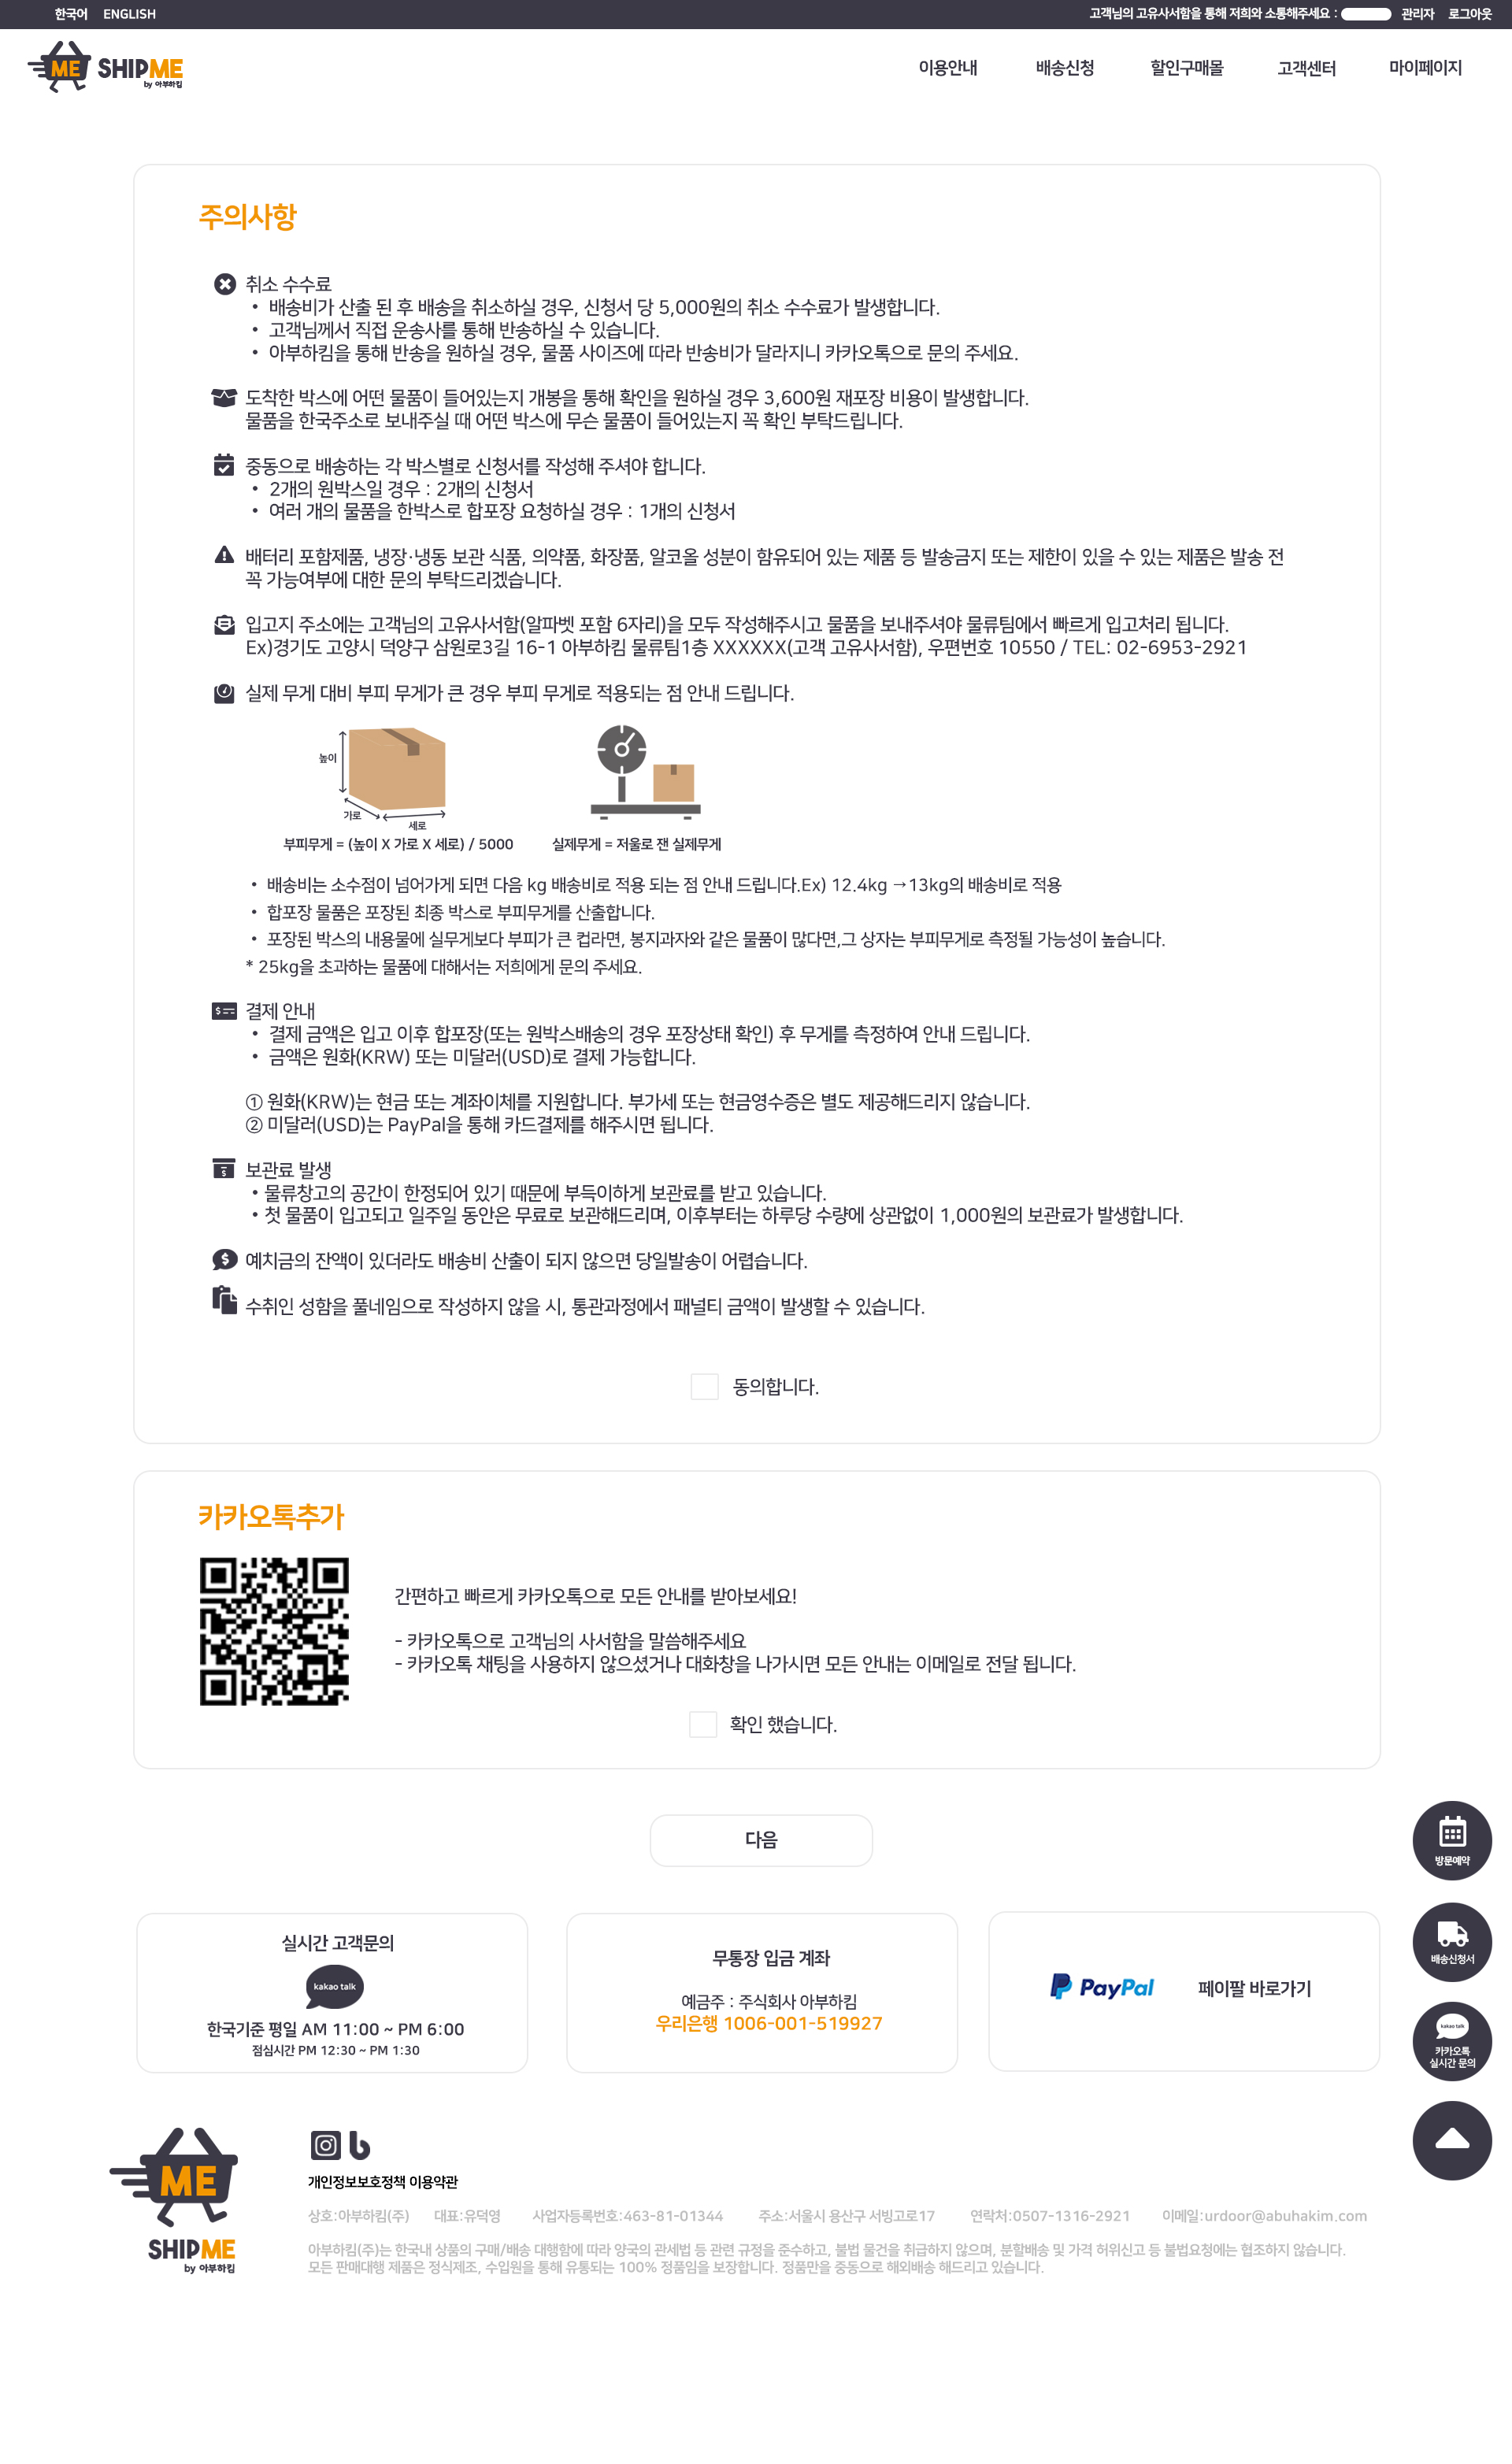 한국어 ENGLISH
고객님의 고유사서함을 통해 저희와 소통해주세요 : 관리자 로그아웃
ME SHIPME
by 아부하킴
이용안내 배송신청 할인구매몰 고객센터 마이페이지
주의사항
취소 수수료
• 배송비가 산출 된 후 배송을 취소하실 경우, 신청서 당 5,000원의 취소 수수료가 발생합니다.
• 고객님께서 직접 운송사를 통해 반송하실 수 있습니다.
• 아부하킴을 통해 반송을 원하실 경우, 물품 사이즈에 따라 반송비가 달라지니 카카오톡으로 문의 주세요.
도착한 박스에 어떤 물품이 들어있는지 개봉을 통해 확인을 원하실 경우 3,600원 재포장 비용이 발생합니다.
물품을 한국주소로 보내주실 때 어떤 박스에 무슨 물품이 들어있는지 꼭 확인 부탁드립니다.
중동으로 배송하는 각 박스별로 신청서를 작성해 주셔야 합니다.
• 2개의 원박스일 경우 : 2개의 신청서
• 여러 개의 물품을 한박스로 합포장 요청하실 경우 : 1개의 신청서
배터리 포함제품, 냉장·냉동 보관 식품, 의약품, 화장품, 알코올 성분이 함유되어 있는 제품 등 발송금지 또는 제한이 있을 수 있는 제품은 발송 전
꼭 가능여부에 대한 문의 부탁드리겠습니다.
입고지 주소에는 고객님의 고유사서함(알파벳 포함 6자리)을 모두 작성해주시고 물품을 보내주셔야 물류팀에서 빠르게 입고처리 됩니다.
Ex)경기도 고양시 덕양구 삼원로3길 16-1 아부하킴 물류팀1층 XXXXXX(고객 고유사서함), 우편번호 10550 / TEL: 02-6953-2921
실제 무게 대비 부피 무게가 큰 경우 부피 무게로 적용되는 점 안내 드립니다.
높이
가로
세로
부피무게 = (높이 X 가로 X 세로) / 5000 실제무게 = 저울로 잰 실제무게
• 배송비는 소수점이 넘어가게 되면 다음 kg 배송비로 적용 되는 점 안내 드립니다.Ex) 12.4kg →13kg의 배송비로 적용
• 합포장 물품은 포장된 최종 박스로 부피무게를 산출합니다.
• 포장된 박스의 내용물에 실무게보다 부피가 큰 컵라면, 봉지과자와 같은 물품이 많다면,그 상자는 부피무게로 측정될 가능성이 높습니다.
* 25kg을 초과하는 물품에 대해서는 저희에게 문의 주세요.
결제 안내
• 결제 금액은 입고 이후 합포장(또는 원박스배송의 경우 포장상태 확인) 후 무게를 측정하여 안내 드립니다.
• 금액은 원화(KRW) 또는 미달러(USD)로 결제 가능합니다.
① 원화(KRW)는 현금 또는 계좌이체를 지원합니다. 부가세 또는 현금영수증은 별도 제공해드리지 않습니다.
② 미달러(USD)는 PayPal을 통해 카드결제를 해주시면 됩니다.
보관료 발생
• 물류창고의 공간이 한정되어 있기 때문에 부득이하게 보관료를 받고 있습니다.
• 첫 물품이 입고되고 일주일 동안은 무료로 보관해드리며, 이후부터는 하루당 수량에 상관없이 1,000원의 보관료가 발생합니다.
예치금의 잔액이 있더라도 배송비 산출이 되지 않으면 당일발송이 어렵습니다.
수취인 성함을 풀네임으로 작성하지 않을 시, 통관과정에서 패널티 금액이 발생할 수 있습니다.
동의합니다.
카카오톡추가
간편하고 빠르게 카카오톡으로 모든 안내를 받아보세요!
- 카카오톡으로 고객님의 사서함을 말씀해주세요
- 카카오톡 채팅을 사용하지 않으셨거나 대화창을 나가시면 모든 안내는 이메일로 전달 됩니다.
확인 했습니다.
다음
방문예약
배송신청서
kakao talk
카카오톡
실시간 문의
실시간 고객문의
kakao talk
한국기준 평일 AM 11:00 ~ PM 6:00
점심시간 PM 12:30 ~ PM 1:30
무통장 입금 계좌
예금주 : 주식회사 아부하킴
우리은행 1006-001-519927
PayPal 페이팔 바로가기
ME
SHIPME
by 아부하킴
개인정보보호정책 이용약관
상호:아부하킴(주) 대표:유덕영 사업자등록번호:463-81-01344 주소:서울시 용산구 서빙고로17 연락처:0507-1316-2921 이메일:urdoor@abuhakim.com
아부하킴(주)는 한국내 상품의 구매/배송 대행함에 따라 양국의 관세법 등 관련 규정을 준수하고, 불법 물건을 취급하지 않으며, 분할배송 및 가격 허위신고 등 불법요청에는 협조하지 않습니다.
모든 판매대행 제품은 정식제조, 수입원을 통해 유통되는 100% 정품임을 보장합니다. 정품만을 중동으로 해외배송 해드리고 있습니다.